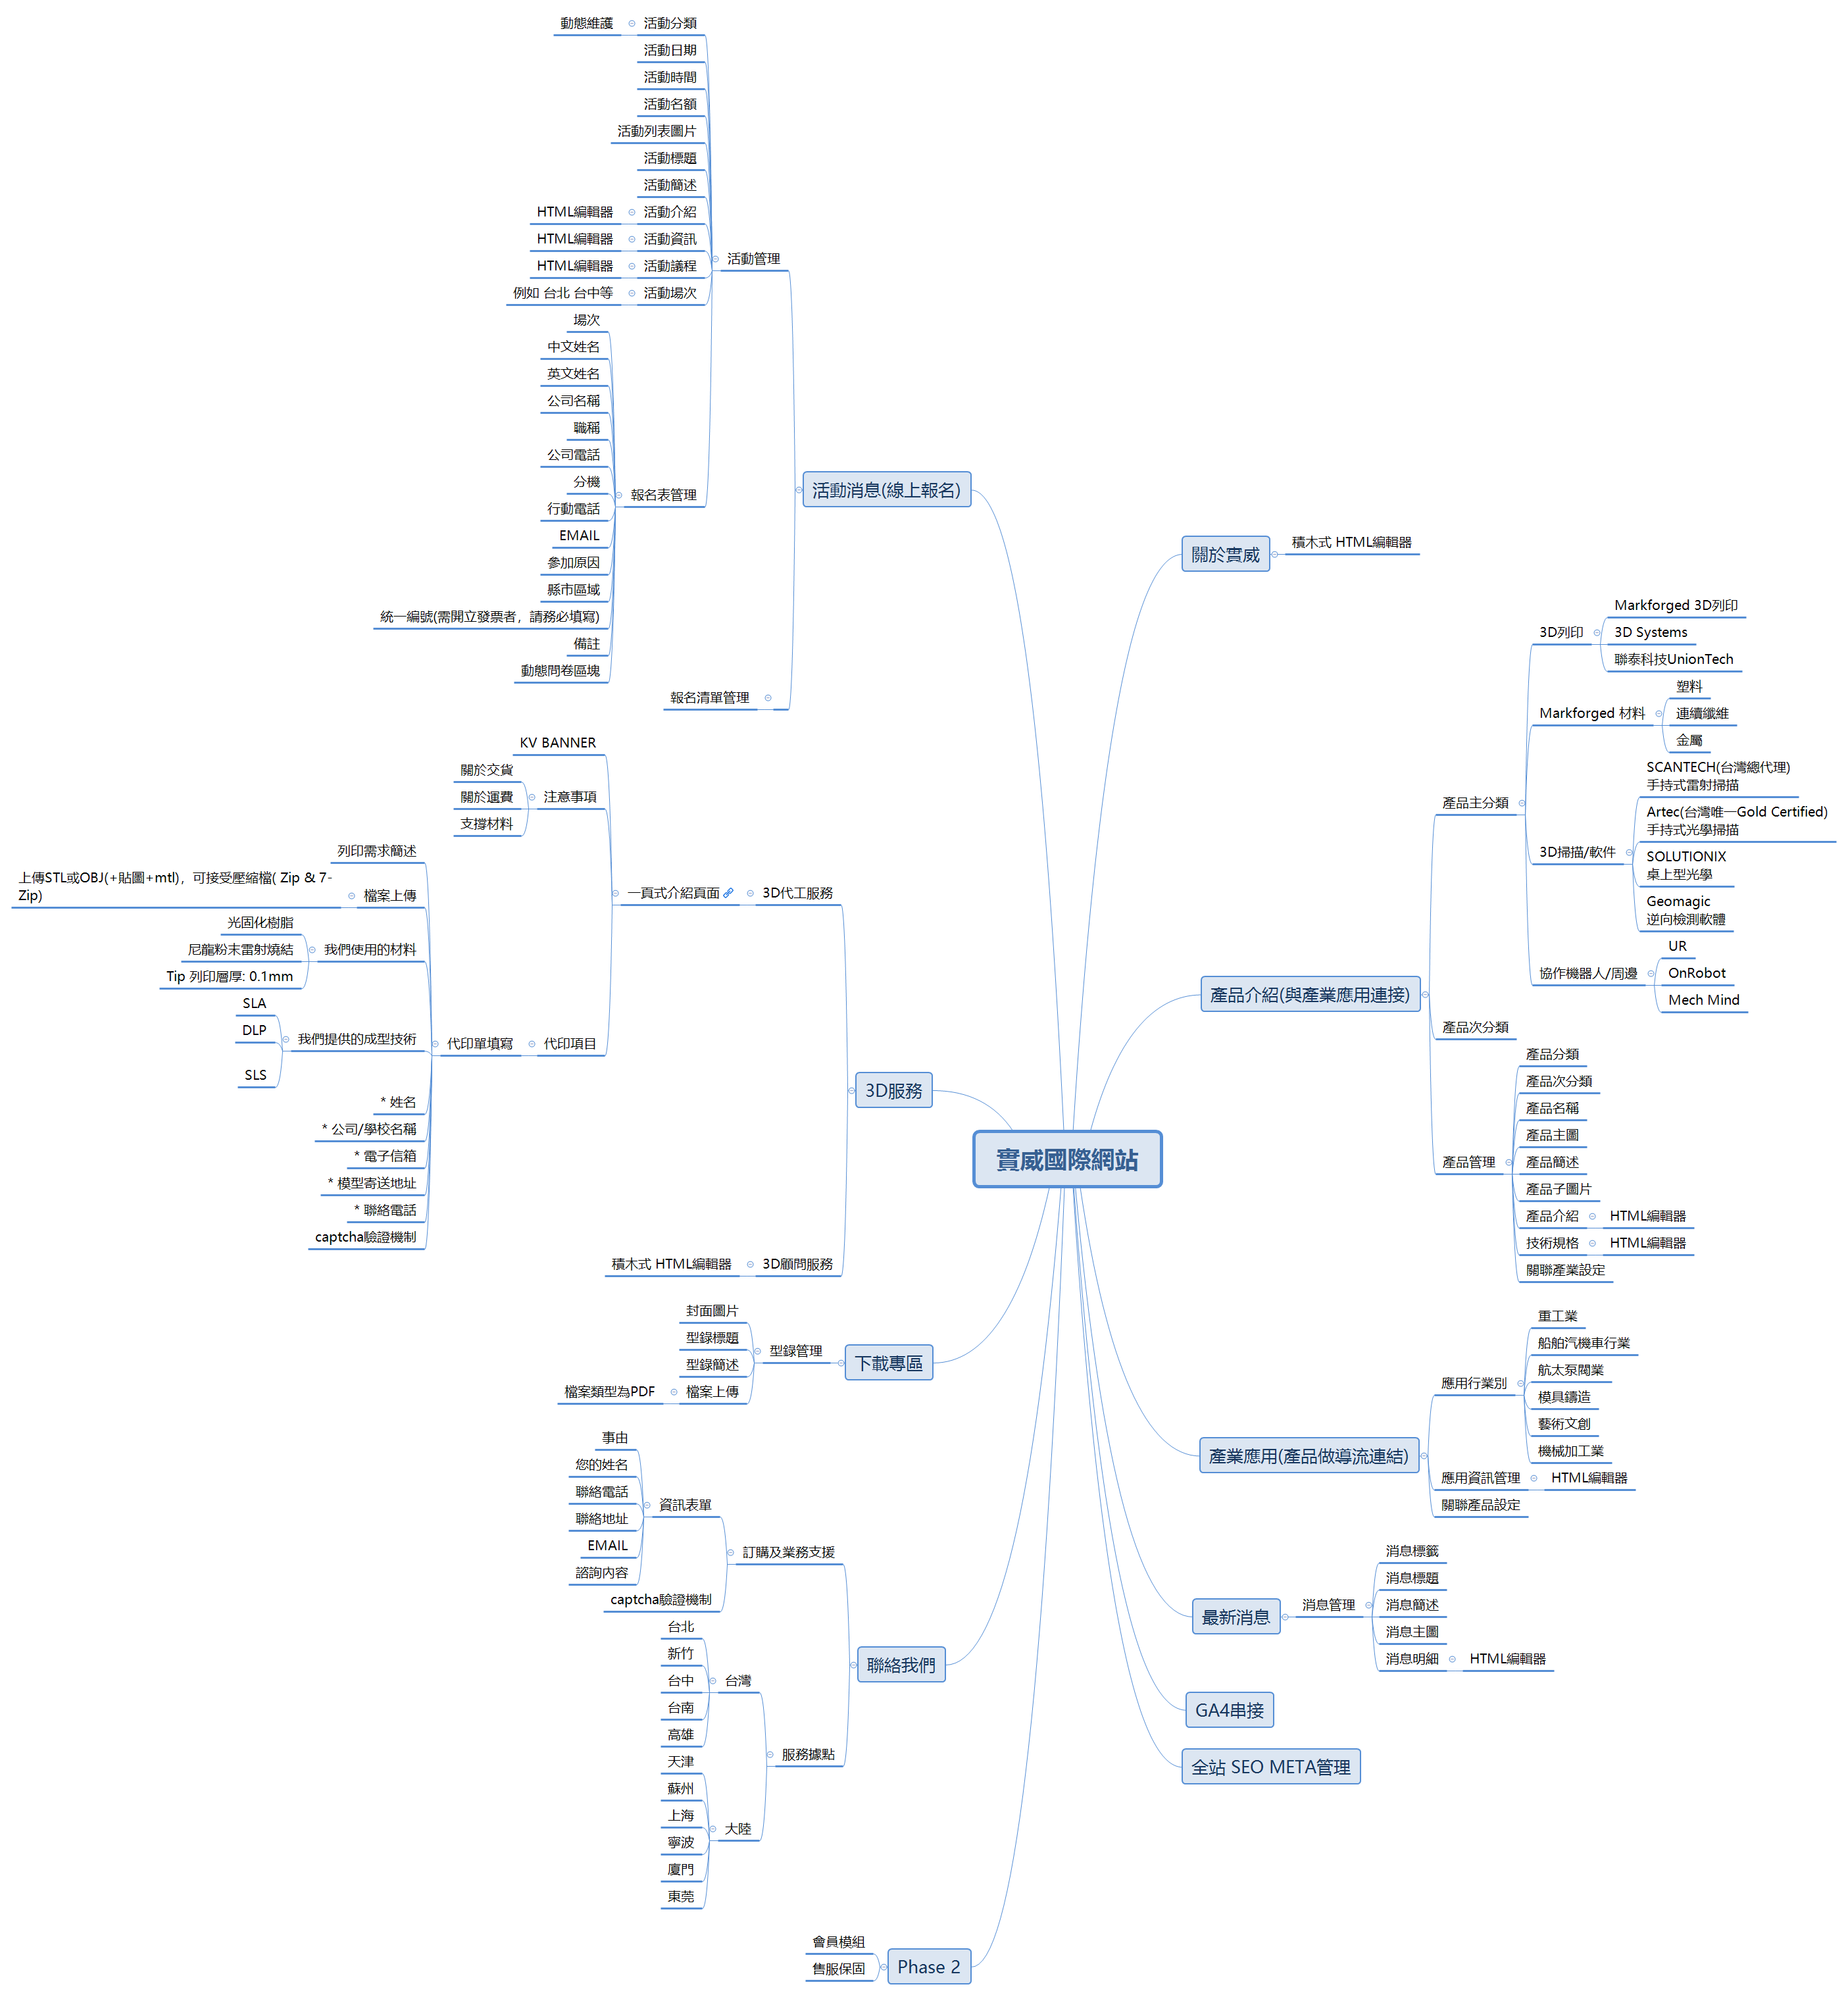 實威國際網站
關於實威
積木式 HTML編輯器
產品介紹(與產業應用連接)
產品主分類
3D列印
Markforged 3D列印
3D Systems
聯泰科技UnionTech
Markforged 材料
塑料
連續纖維
金屬
3D掃描/軟件
SCANTECH(台灣總代理)
手持式雷射掃描
Artec(台灣唯一Gold Certified)
手持式光學掃描
SOLUTIONIX
桌上型光學
Geomagic
逆向檢測軟體
協作機器人/周邊
UR
OnRobot
Mech Mind
產品次分類
產品管理
產品分類
產品次分類
產品名稱
產品主圖
產品簡述
產品子圖片
產品介紹
HTML編輯器
技術規格
HTML編輯器
關聯產業設定
產業應用(產品做導流連結)
應用行業別
重工業
船舶汽機車行業
航太泵閥業
模具鑄造
藝術文創
機械加工業
應用資訊管理
HTML編輯器
關聯產品設定
最新消息
消息管理
消息標籤
消息標題
消息簡述
消息主圖
消息明細
HTML編輯器
GA4串接
全站 SEO META管理
活動消息(線上報名)
活動管理
活動分類
動態維護
活動日期
活動時間
活動名額
活動列表圖片
活動標題
活動簡述
活動介紹
HTML編輯器
活動資訊
HTML編輯器
活動議程
HTML編輯器
活動場次
例如 台北 台中等
報名表管理
場次
中文姓名
英文姓名
公司名稱
職稱
公司電話
分機
行動電話
EMAIL
參加原因
縣市區域
統一編號(需開立發票者，請務必填寫)
備註
動態問卷區塊
報名清單管理
3D服務
3D代工服務
一頁式介紹頁面
KV BANNER
注意事項
關於交貨
關於運費
支撐材料
代印項目
代印單填寫
列印需求簡述
檔案上傳
上傳STL或OBJ(+貼圖+mtl)，可接受壓縮檔( Zip & 7-
Zip)
我們使用的材料
光固化樹脂
尼龍粉末雷射燒結
Tip 列印層厚: 0.1mm
我們提供的成型技術
SLA
DLP
SLS
* 姓名
* 公司/學校名稱
* 電子信箱
* 模型寄送地址
* 聯絡電話
captcha驗證機制
3D顧問服務
積木式 HTML編輯器
下載專區
型錄管理
封面圖片
型錄標題
型錄簡述
檔案上傳
檔案類型為PDF
聯絡我們
訂購及業務支援
資訊表單
事由
您的姓名
聯絡電話
聯絡地址
EMAIL
諮詢內容
captcha驗證機制
服務據點
台灣
台北
新竹
台中
台南
高雄
大陸
天津
蘇州
上海
寧波
廈門
東莞
Phase 2
會員模組
售服保固